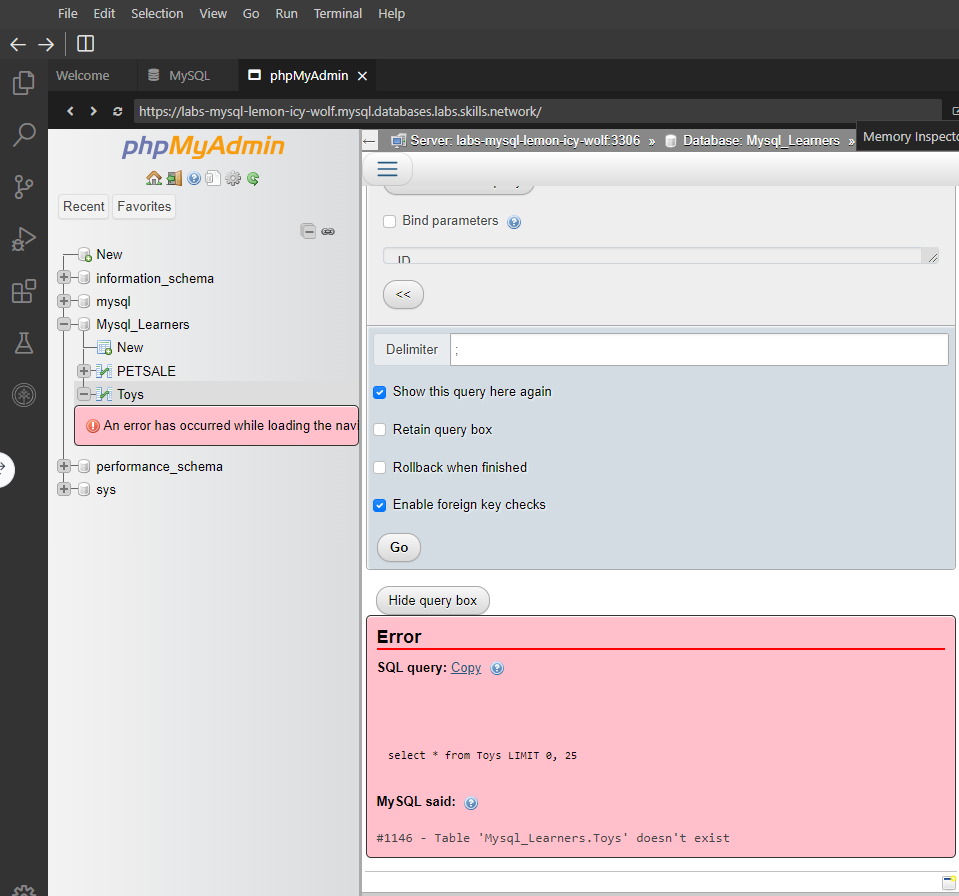 File Edit Selection View Go Run Terminal Help
Welcome MySQL phpMyAdmin
https://labs-mysql-lemon-icy-wolf.mysql.databases.labs.skills.network/
phpMyAdmin
Recent Favorites
New
information_schema
mysql
Mysql_Learners
New
PETSALE
Toys
An error has occurred while loading the navi
performance_schema
sys
Server: labs-mysql-lemon-icy-wolf:3306 » Database: Mysql_Learners »
Memory Inspecto
Bind parameters
ID
<<
Delimiter ;
Show this query here again
Retain query box
Rollback when finished
Enable foreign key checks
Go
Hide query box
Error
SQL query: Copy
select * from Toys LIMIT 0, 25
MySQL said:
#1146 - Table 'Mysql_Learners.Toys' doesn't exist